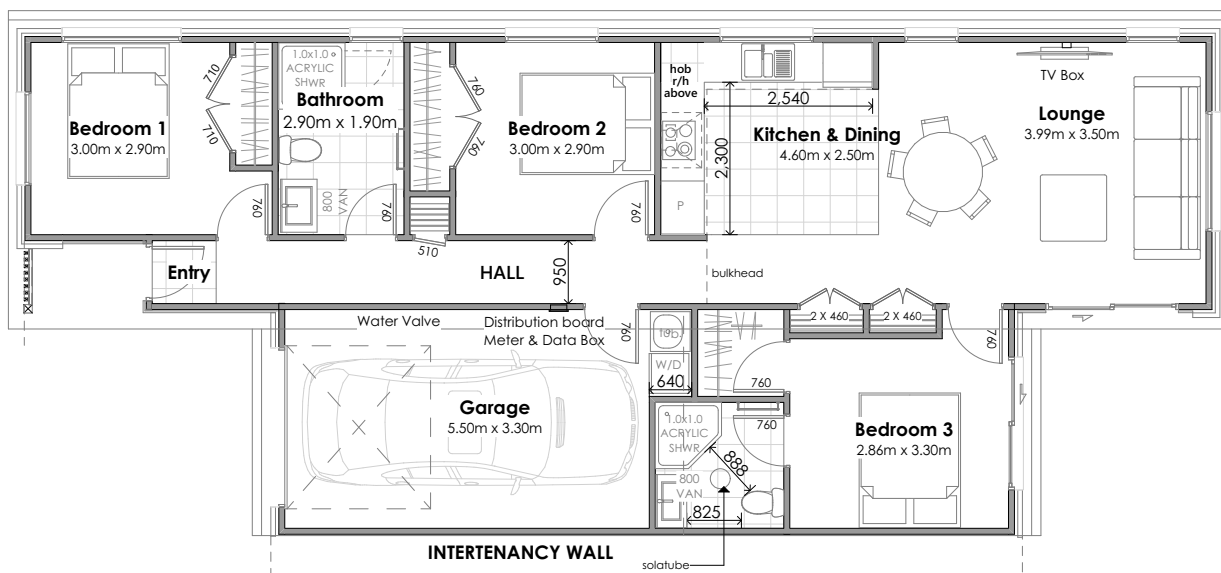 Bedroom 1
3.00m x 2.90m
710
710
760
1.0x1.0
ACRYLIC
SHWR
Bathroom
2.90m x 1.90m
800
VAN
760
510
760
760
Bedroom 2
3.00m x 2.90m
760
hob
r/h
above
P
2,540
2,300
Kitchen & Dining
4.60m x 2.50m
TV Box
Lounge
3.99m x 3.50m
Entry
HALL
950
bulkhead
Water Valve
Distribution board
Meter & Data Box
760
tub
W/D
640
2 X 460
2 X 460
760
760
Garage
5.50m x 3.30m
1.0x1.0
ACRYLIC
SHWR
760
888
800
VAN
825
Bedroom 3
2.86m x 3.30m
INTERTENANCY WALL
solatube